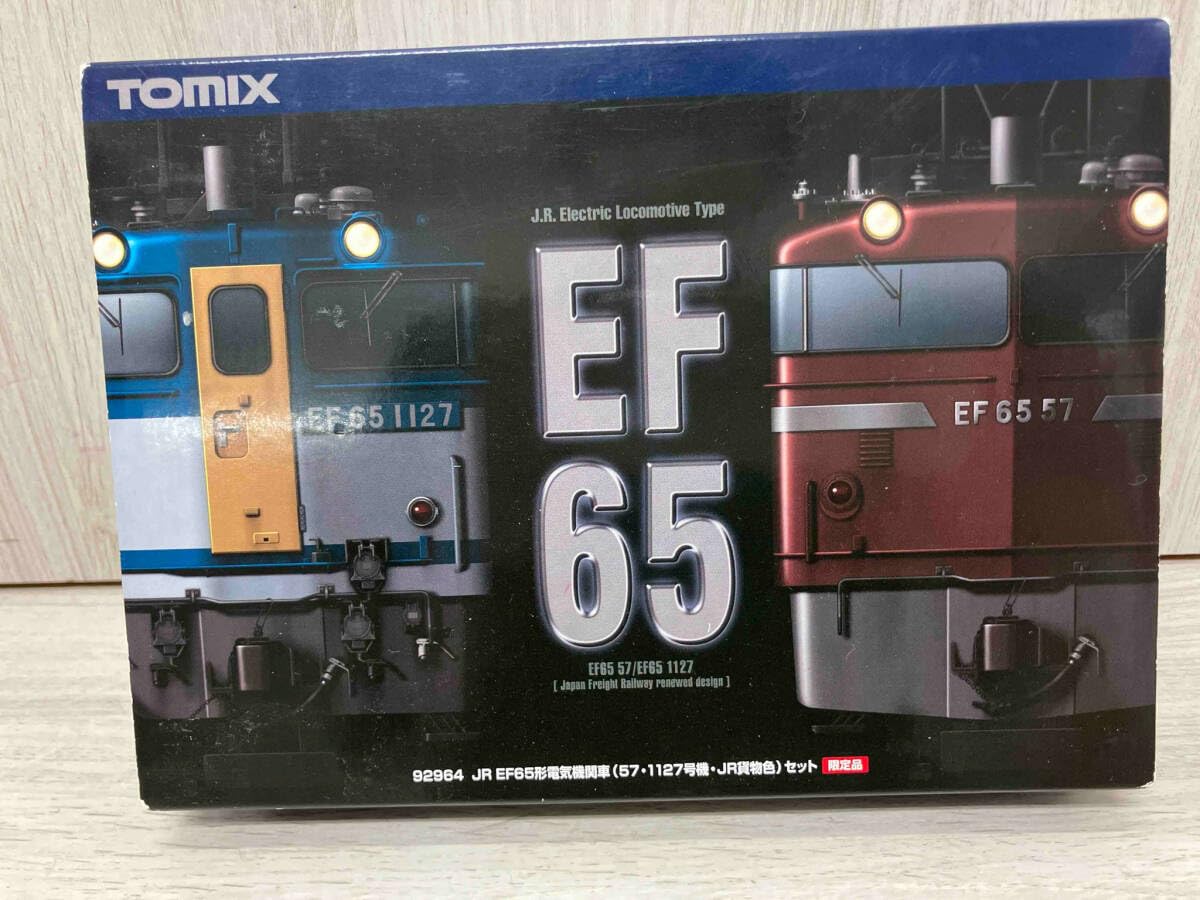 TOMIX
J.R. Electric Locomotive Type
EF
65
EF 65 1127
EF 65 57
EF65 57/EF65 1127
[ Japan Freight Railway renewed design ]
92964 JR EF65形電気機関車(57・1127号機・JR貨物色)セット 限定品